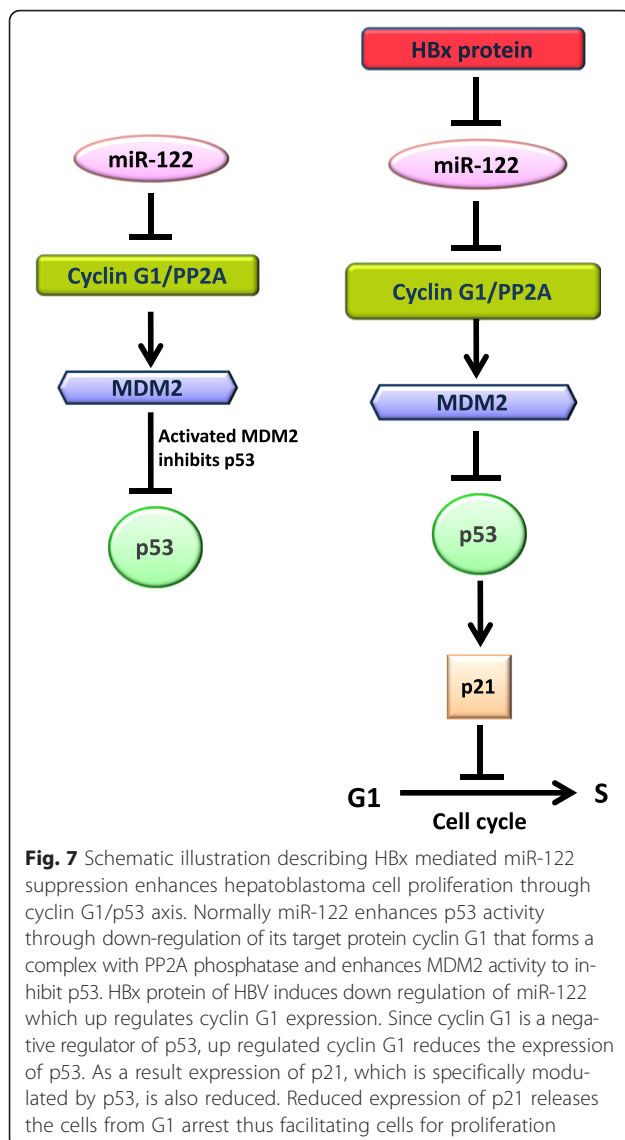 HBx protein
miR-122
miR-122
Cyclin G1/PP2A
Cyclin G1/PP2A
MDM2
MDM2
Activated MDM2
inhibits p53
p53
p53
p21
G1
S
Cell cycle
Fig. 7 Schematic illustration describing HBx mediated miR-122
suppression enhances hepatoblastoma cell proliferation through
cyclin G1/p53 axis. Normally miR-122 enhances p53 activity
through down-regulation of its target protein cyclin G1 that forms a
complex with PP2A phosphatase and enhances MDM2 activity to in-
hibit p53. HBx protein of HBV induces down regulation of miR-122
which up regulates cyclin G1 expression. Since cyclin G1 is a nega-
tive regulator of p53, up regulated cyclin G1 reduces the expression
of p53. As a result expression of p21, which is specifically modu-
lated by p53, is also reduced. Reduced expression of p21 releases
the cells from G1 arrest thus facilitating cells for proliferation